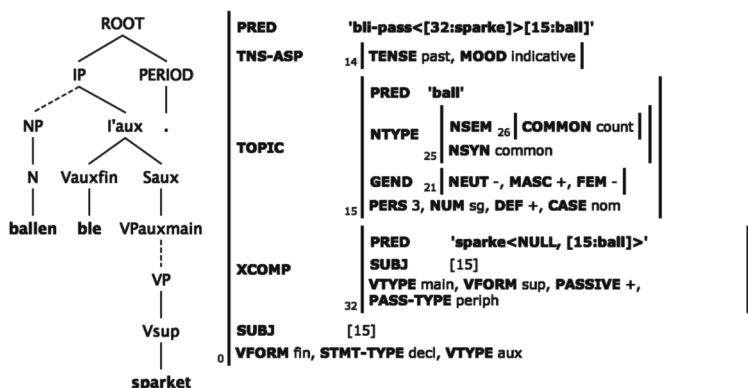 ROOT
IP PERIOD
NP I'aux .
N Vauxfin Saux
ballen ble VPauxmain
VP
Vsup
sparket
PRED 'bli-pass<[32:sparke]>[15:ball]'
TNS-ASP 14 TENSE past, MOOD indicative
PRED 'ball'
NTYPE NSEM 26 COMMON count
25 NSYN common
TOPIC
GEND 21 NEUT -, MASC +, FEM -
15 PERS 3, NUM sg, DEF +, CASE nom
PRED 'sparke<NULL, [15:ball]>'
XCOMP SUBJ [15]
VTYPE main, VFORM sup, PASSIVE +,
32 PASS-TYPE periph
SUBJ [15]
0 VFORM fin, STMT-TYPE decl, VTYPE aux